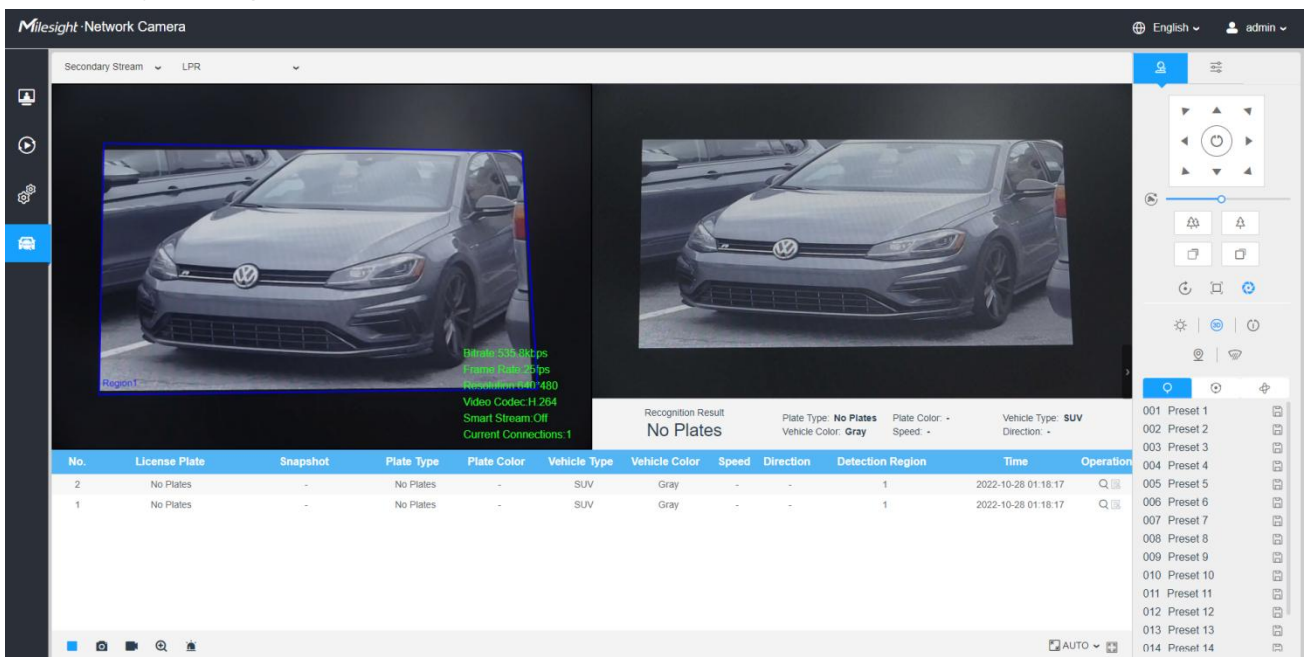 Milesight · Network Camera
English
admin
Secondary Stream
LPR
Region1
Bitrate:535.8kbps
Frame Rate:25fps
Resolution:640*480
Video Codec:H.264
Smart Stream:Off
Current Connections:1
Recognition Result
No Plates
Plate Type: No Plates Plate Color: - Vehicle Type: SUV
Vehicle Color: Gray Speed: - Direction: -
No. License Plate Snapshot Plate Type Plate Color Vehicle Type Vehicle Color Speed Direction Detection Region Time Operation
2 No Plates - No Plates - SUV Gray - - 1 2022-10-28 01:18:17
1 No Plates - No Plates - SUV Gray - - 1 2022-10-28 01:18:17
AUTO
3D
001 Preset 1
002 Preset 2
003 Preset 3
004 Preset 4
005 Preset 5
006 Preset 6
007 Preset 7
008 Preset 8
009 Preset 9
010 Preset 10
011 Preset 11
012 Preset 12
013 Preset 13
014 Preset 14